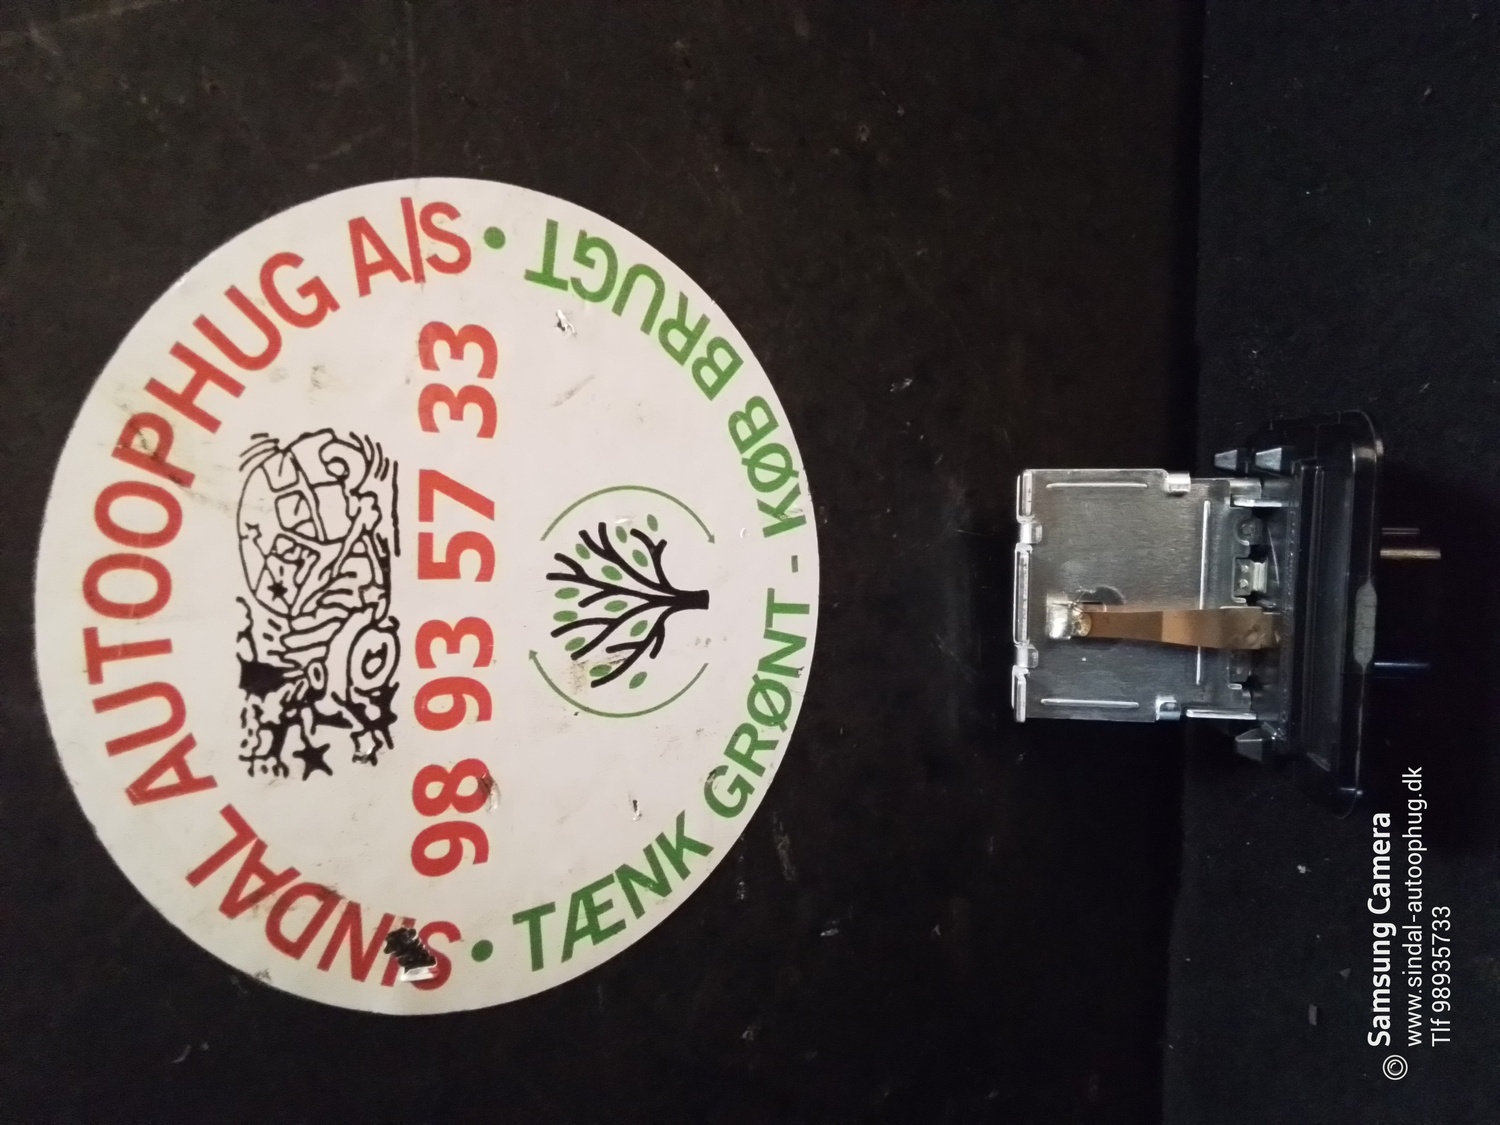 SINDAL AUTOOPHUG A/S
98 93 57 33
• TÆNK GRØNT - KØB BRUGT •
© Samsung Camera
www.sindal-autoophug.dk
Tlf 98935733